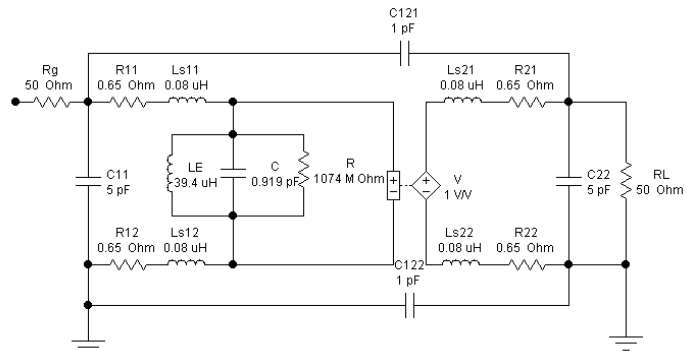 C121
1 pF
Rg
50 Ohm
R11
0.65 Ohm
Ls11
0.08 uH
Ls21
0.08 uH
R21
0.65 Ohm
C11
5 pF
LE
39.4 uH
C
0.919 pF
R
1074 M Ohm
+
−
+
−
V
1 V/V
C22
5 pF
RL
50 Ohm
R12
0.65 Ohm
Ls12
0.08 uH
Ls22
0.08 uH
R22
0.65 Ohm
C122
1 pF